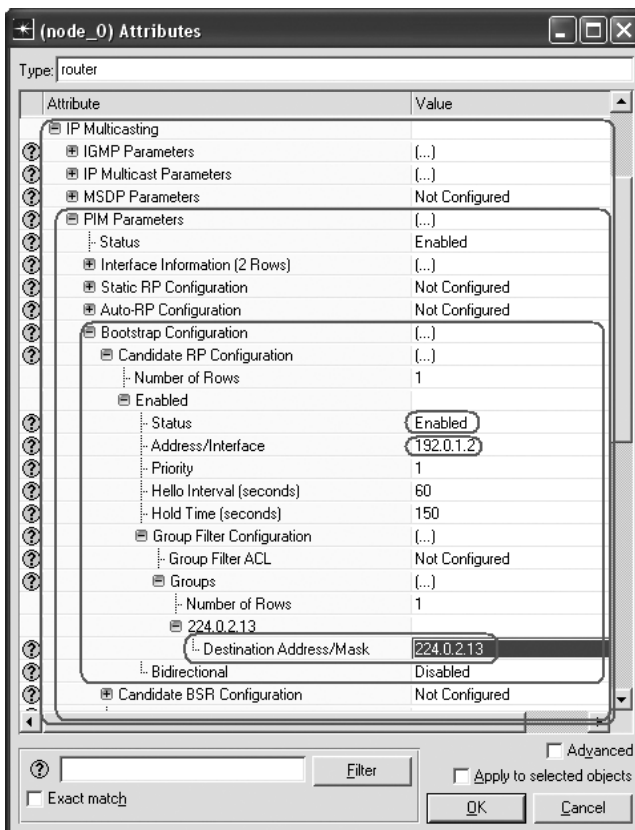 (node_0) Attributes
Type: router
Attribute Value
IP Multicasting
IGMP Parameters (...)
IP Multicast Parameters (...)
MSDP Parameters Not Configured
PIM Parameters (...)
Status Enabled
Interface Information (2 Rows) (...)
Static RP Configuration Not Configured
Auto-RP Configuration Not Configured
Bootstrap Configuration (...)
Candidate RP Configuration (...)
Number of Rows 1
Enabled
Status Enabled
Address/Interface 192.0.1.2
Priority 1
Hello Interval (seconds) 60
Hold Time (seconds) 150
Group Filter Configuration (...)
Group Filter ACL Not Configured
Groups (...)
Number of Rows 1
224.0.2.13
Destination Address/Mask 224.0.2.13
Bidirectional Disabled
Candidate BSR Configuration Not Configured
Advanced
Filter
Apply to selected objects
Exact match
OK Cancel